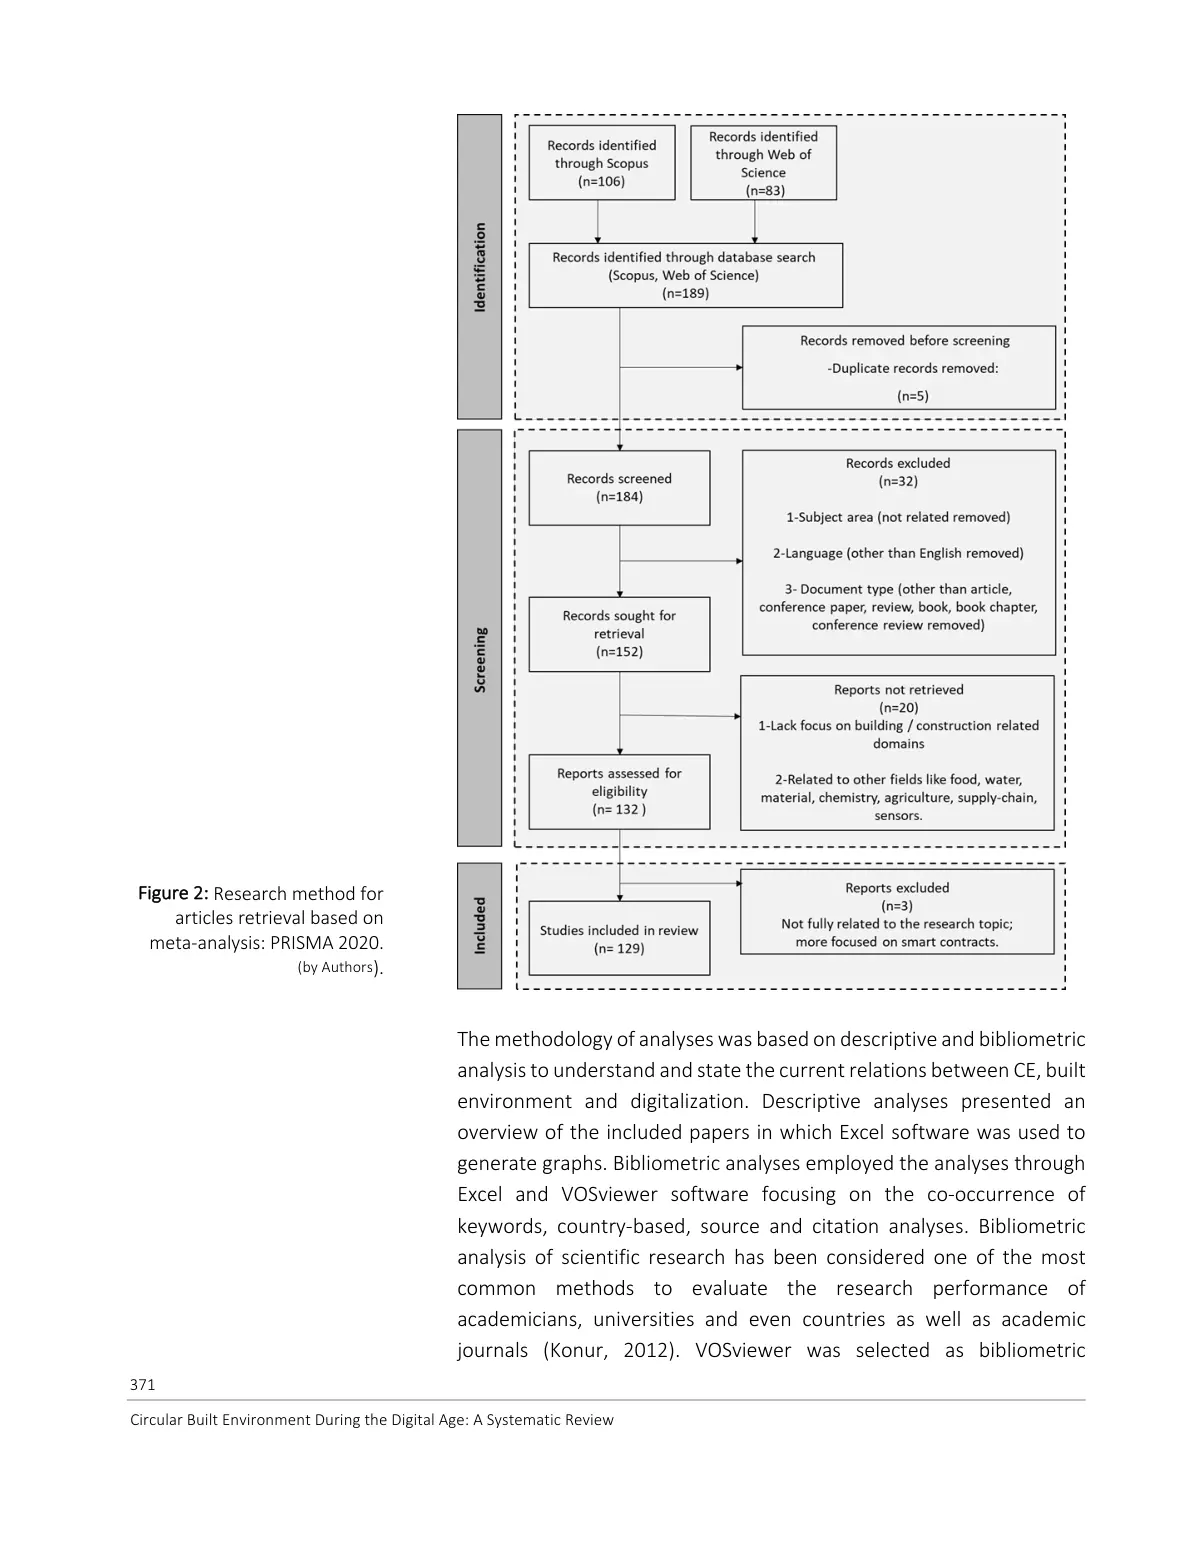 Identification
Records identified
through Scopus
(n=106)
Records identified
through Web of
Science
(n=83)
Records identified through database search
(Scopus, Web of Science)
(n=189)
Records removed before screening
-Duplicate records removed:
(n=5)
Screening
Records screened
(n=184)
Records excluded
(n=32)
1-Subject area (not related removed)
2-Language (other than English removed)
3- Document type (other than article,
conference paper, review, book, book chapter,
conference review removed)
Records sought for
retrieval
(n=152)
Reports not retrieved
(n=20)
1-Lack focus on building / construction related
domains
2-Related to other fields like food, water,
material, chemistry, agriculture, supply-chain,
sensors.
Reports assessed for
eligibility
(n= 132 )
Included
Reports excluded
(n=3)
Not fully related to the research topic;
more focused on smart contracts.
Studies included in review
(n= 129)
Figure 2: Research method for
articles retrieval based on
meta-analysis: PRISMA 2020.
(by Authors).
The methodology of analyses was based on descriptive and bibliometric
analysis to understand and state the current relations between CE, built
environment and digitalization. Descriptive analyses presented an
overview of the included papers in which Excel software was used to
generate graphs. Bibliometric analyses employed the analyses through
Excel and VOSviewer software focusing on the co-occurrence of
keywords, country-based, source and citation analyses. Bibliometric
analysis of scientific research has been considered one of the most
common methods to evaluate the research performance of
academicians, universities and even countries as well as academic
journals (Konur, 2012). VOSviewer was selected as bibliometric
371
Circular Built Environment During the Digital Age: A Systematic Review